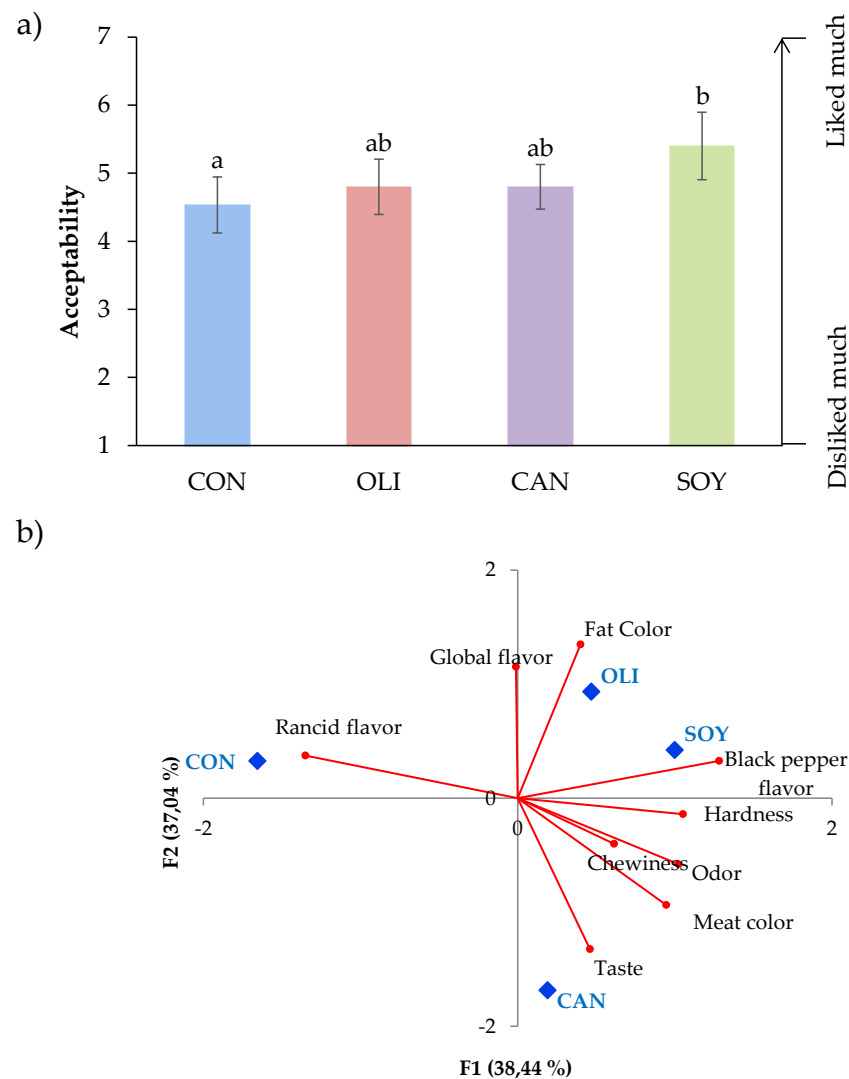 a)
7
6
5
4
3
2
1
Acceptability
a
ab
ab
b
CON
OLI
CAN
SOY
Liked much
Disliked much
b)
2
Fat Color
Global flavor
OLI
Rancid flavor
SOY
CON
Black pepper
flavor
0
Hardness
-2
0
2
Chewiness
Odor
Meat color
Taste
CAN
-2
F2 (37,04 %)
F1 (38,44 %)